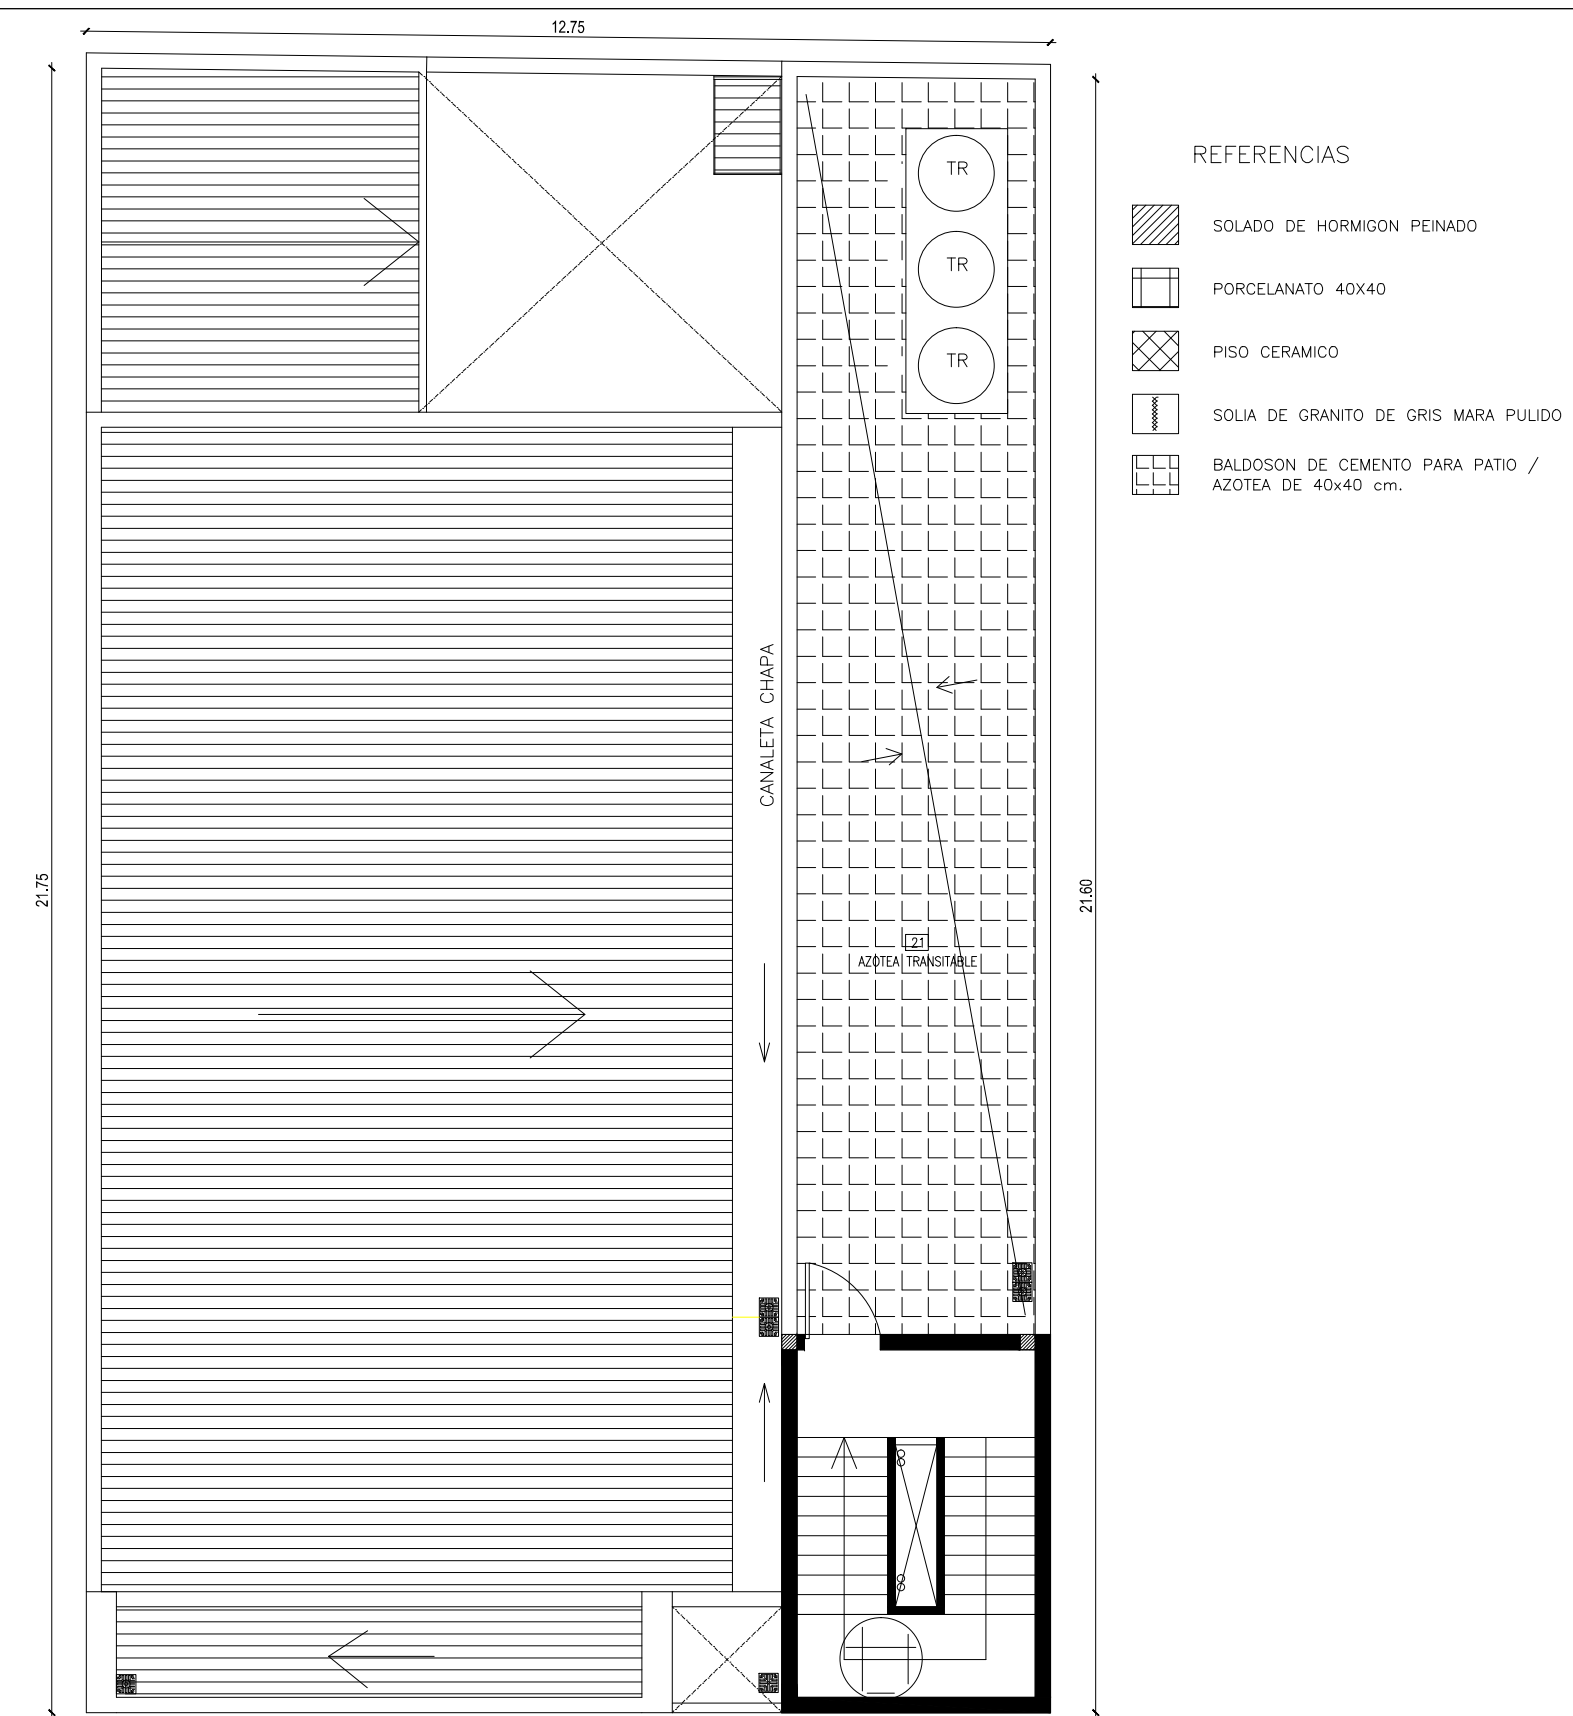 12.75
REFERENCIAS
SOLADO DE HORMIGON PEINADO
PORCELANATO 40X40
PISO CERAMICO
SOLIA DE GRANITO DE GRIS MARA PULIDO
BALDOSON DE CEMENTO PARA PATIO /
AZOTEA DE 40x40 cm.
TR
TR
TR
CANALETA CHAPA
21.75
21.60
21
AZOTEA TRANSITABLE